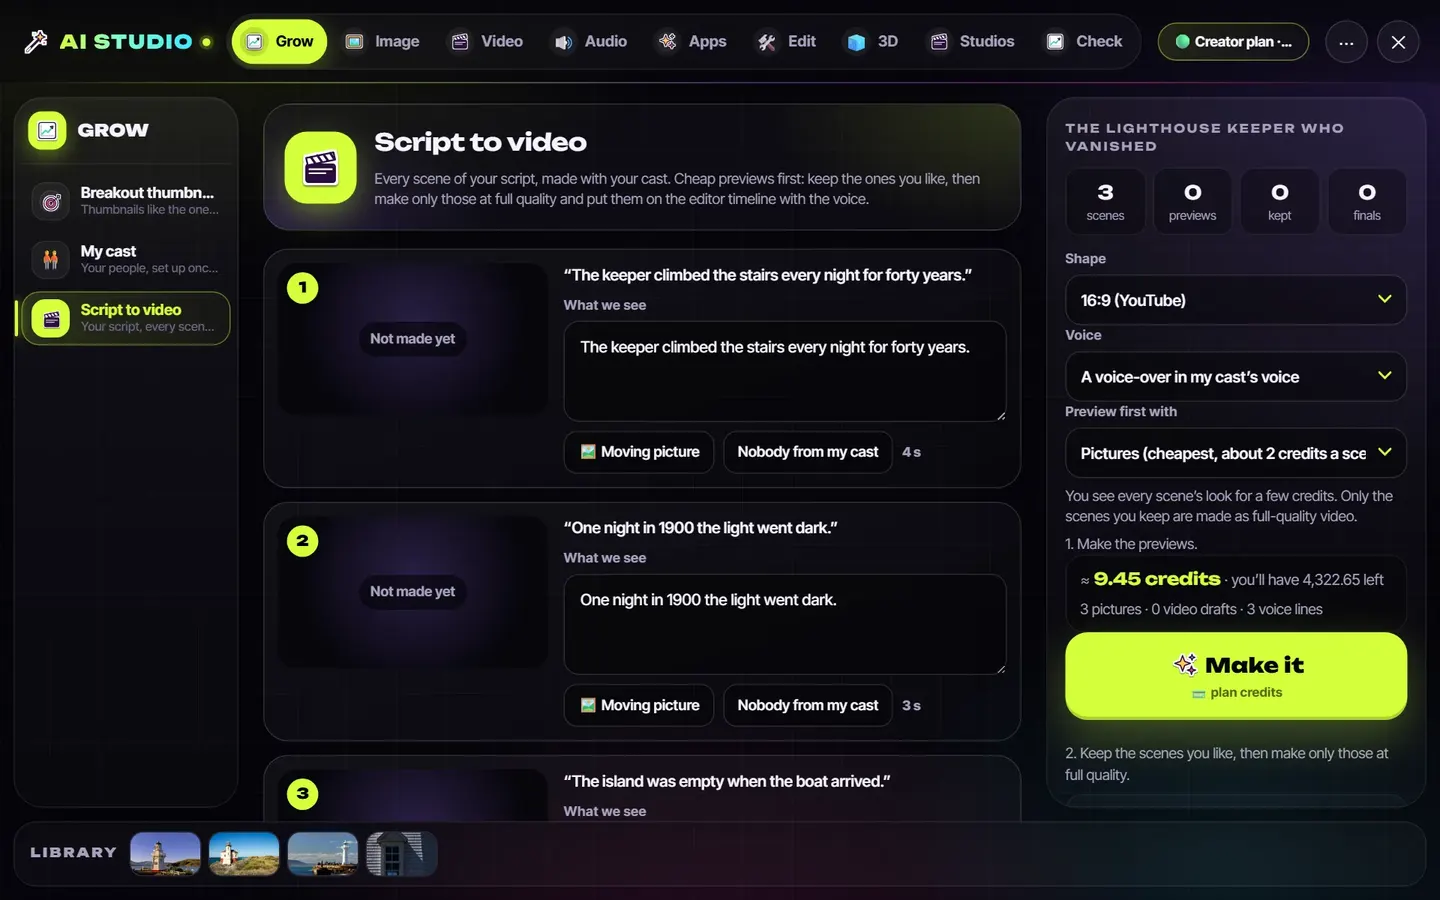 AI STUDIO
Grow
Image
Video
Audio
Apps
Edit
3D
Studios
Check
Creator plan ·...
GROW
Breakout thumbn...
Thumbnails like the one...
My cast
Your people, set up onc...
Script to video
Your script, every scen...
Script to video
Every scene of your script, made with your cast. Cheap previews first: keep the ones you like, then
make only those at full quality and put them on the editor timeline with the voice.
1
Not made yet
“The keeper climbed the stairs every night for forty years.”
What we see
The keeper climbed the stairs every night for forty years.
Moving picture
Nobody from my cast
4 s
2
Not made yet
“One night in 1900 the light went dark.”
What we see
One night in 1900 the light went dark.
Moving picture
Nobody from my cast
3 s
3
“The island was empty when the boat arrived.”
What we see
THE LIGHTHOUSE KEEPER WHO
VANISHED
3
scenes
0
previews
0
kept
0
finals
Shape
16:9 (YouTube)
Voice
A voice-over in my cast’s voice
Preview first with
Pictures (cheapest, about 2 credits a sce
You see every scene’s look for a few credits. Only the
scenes you keep are made as full-quality video.
1. Make the previews.
≈ 9.45 credits · you’ll have 4,322.65 left
3 pictures · 0 video drafts · 3 voice lines
Make it
plan credits
2. Keep the scenes you like, then make only those at
full quality.
LIBRARY